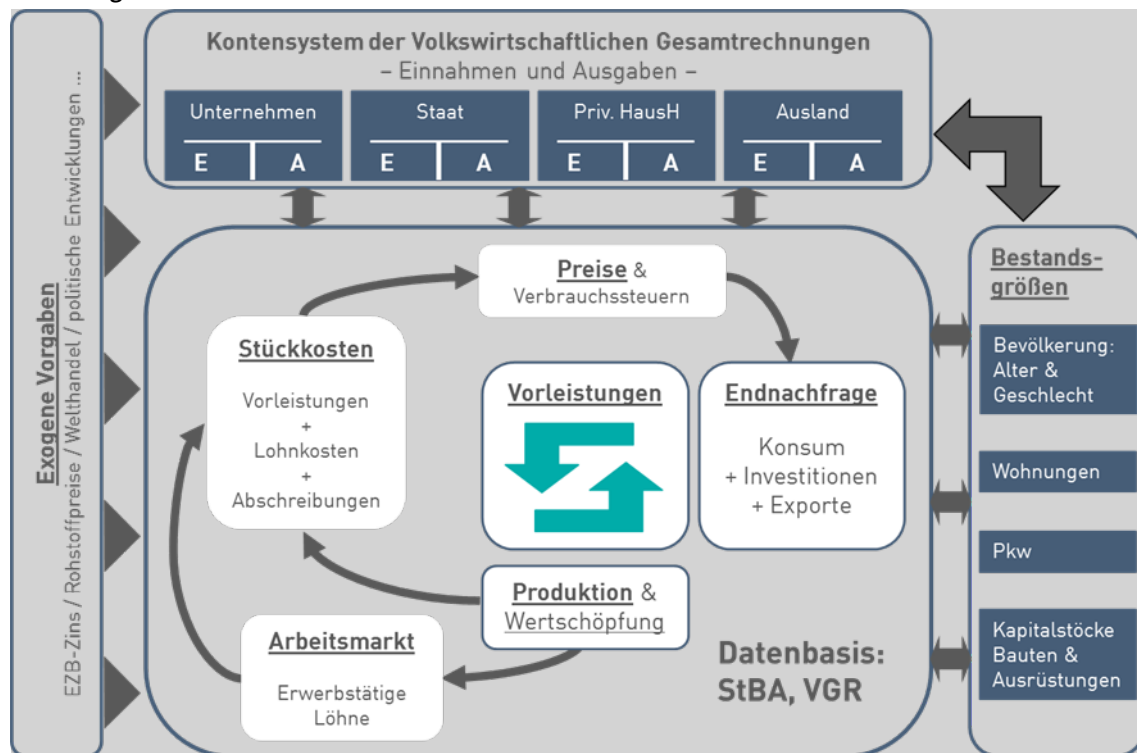 Kontensystem der Volkswirtschaftlichen Gesamtrechnungen
– Einnahmen und Ausgaben –
Unternehmen
E A
Staat
E A
Priv. HausH
E A
Ausland
E A
Exogene Vorgaben
EZB-Zins / Rohstoffpreise / Welthandel / politische Entwicklungen ...
Preise &
Verbrauchssteuern
Stückkosten
Vorleistungen
+
Lohnkosten
+
Abschreibungen
Vorleistungen
Endnachfrage
Konsum
+ Investitionen
+ Exporte
Produktion &
Wertschöpfung
Arbeitsmarkt
Erwerbstätige
Löhne
Datenbasis:
StBA, VGR
Bestands-
größen
Bevölkerung:
Alter &
Geschlecht
Wohnungen
Pkw
Kapitalstöcke
Bauten &
Ausrüstungen